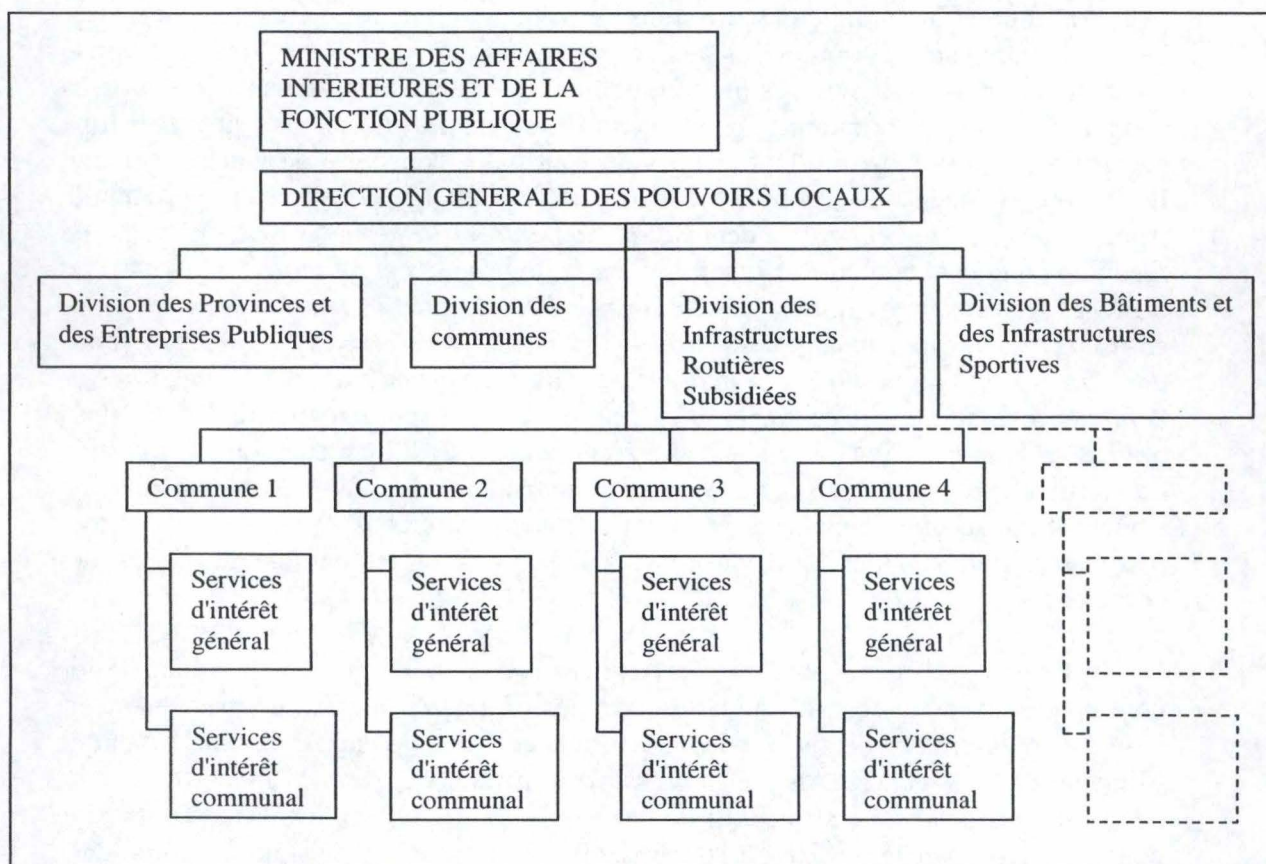 MINISTRE DES AFFAIRES
INTERIEURES ET DE LA
FONCTION PUBLIQUE
DIRECTION GENERALE DES POUVOIRS LOCAUX
Division des Provinces et
des Entreprises Publiques
Division des
communes
Division des
Infrastructures
Routières
Subsidiées
Division des Bâtiments et
des Infrastructures
Sportives
Commune 1
Commune 2
Commune 3
Commune 4
Services
d'intérêt
général
Services
d'intérêt
général
Services
d'intérêt
général
Services
d'intérêt
général
Services
d'intérêt
communal
Services
d'intérêt
communal
Services
d'intérêt
communal
Services
d'intérêt
communal